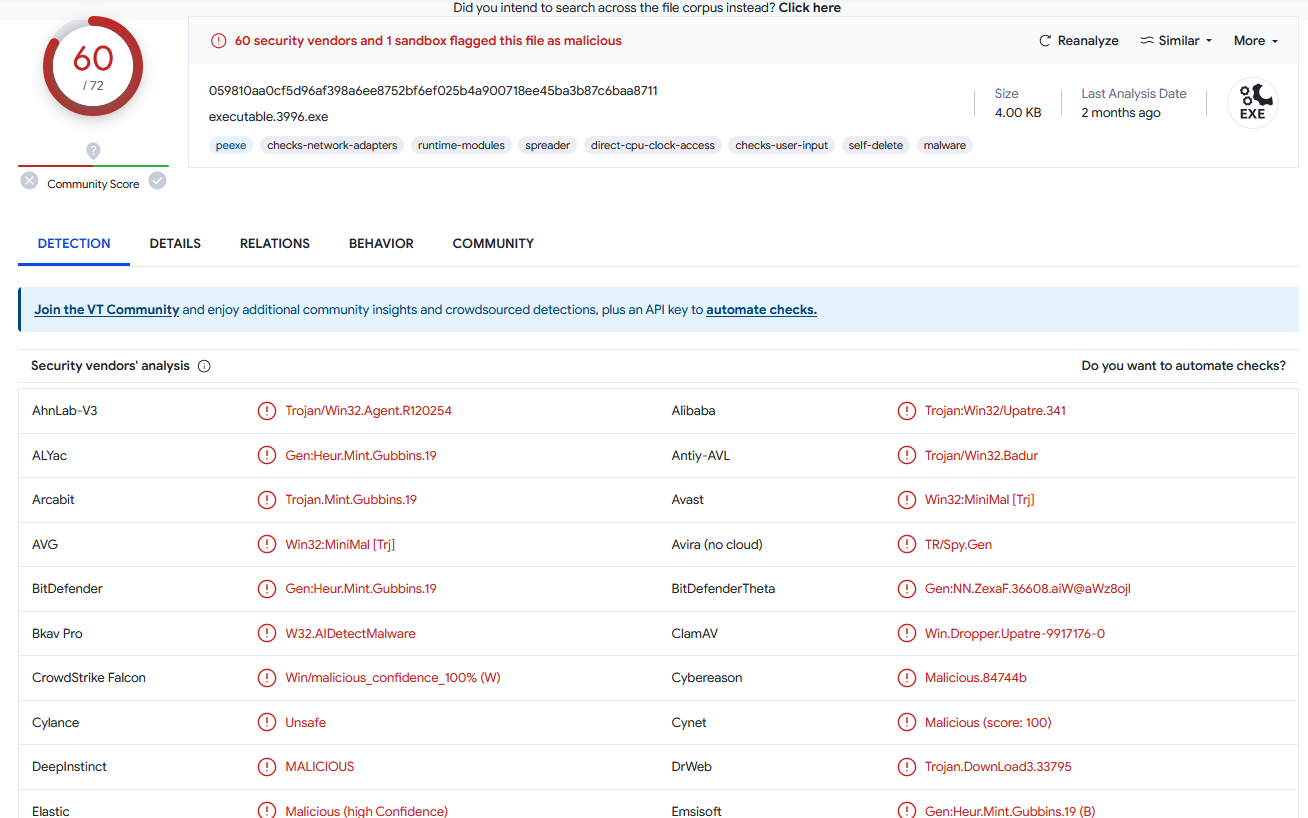 Did you intend to search across the file corpus instead? Click here
60
/ 72
60 security vendors and 1 sandbox flagged this file as malicious
Reanalyze Similar More
059810aa0cf5d96af398a6ee8752bf6ef025b4a900718ee45ba3b87c6baa8711
executable.3996.exe
Size
4.00 KB
Last Analysis Date
2 months ago
EXE
peexe checks-network-adapters runtime-modules spreader direct-cpu-clock-access checks-user-input self-delete malware
?
Community Score
DETECTION DETAILS RELATIONS BEHAVIOR COMMUNITY
Join the VT Community and enjoy additional community insights and crowdsourced detections, plus an API key to automate checks.
Security vendors' analysis Do you want to automate checks?
AhnLab-V3 Trojan/Win32.Agent.R120254 Alibaba Trojan:Win32/Upatre.341
ALYac Gen:Heur.Mint.Gubbins.19 Antiy-AVL Trojan/Win32.Badur
Arcabit Trojan.Mint.Gubbins.19 Avast Win32:MiniMal [Trj]
AVG Win32:MiniMal [Trj] Avira (no cloud) TR/Spy.Gen
BitDefender Gen:Heur.Mint.Gubbins.19 BitDefenderTheta Gen:NN.ZexaF.36608.aiW@aWz8ojl
Bkav Pro W32.AIDetectMalware ClamAV Win.Dropper.Upatre-9917176-0
CrowdStrike Falcon Win/malicious_confidence_100% (W) Cybereason Malicious.84744b
Cylance Unsafe Cynet Malicious (score: 100)
DeepInstinct MALICIOUS DrWeb Trojan.DownLoad3.33795
Elastic Malicious (high Confidence) Emsisoft Gen:Heur.Mint.Gubbins.19 (B)